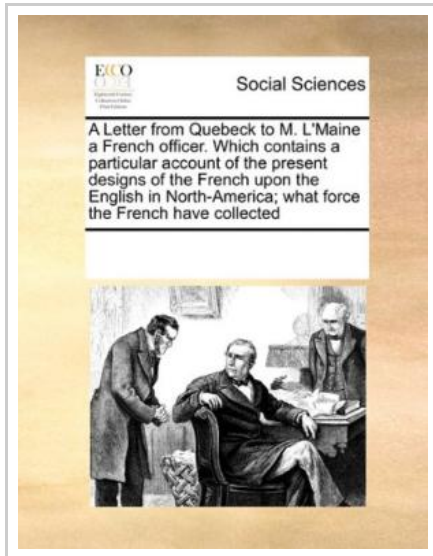 ECCO
Social Sciences
A Letter from Quebeck to M. L'Maine
a French officer. Which contains a
particular account of the present
designs of the French upon the
English in North-America; what force
the French have collected